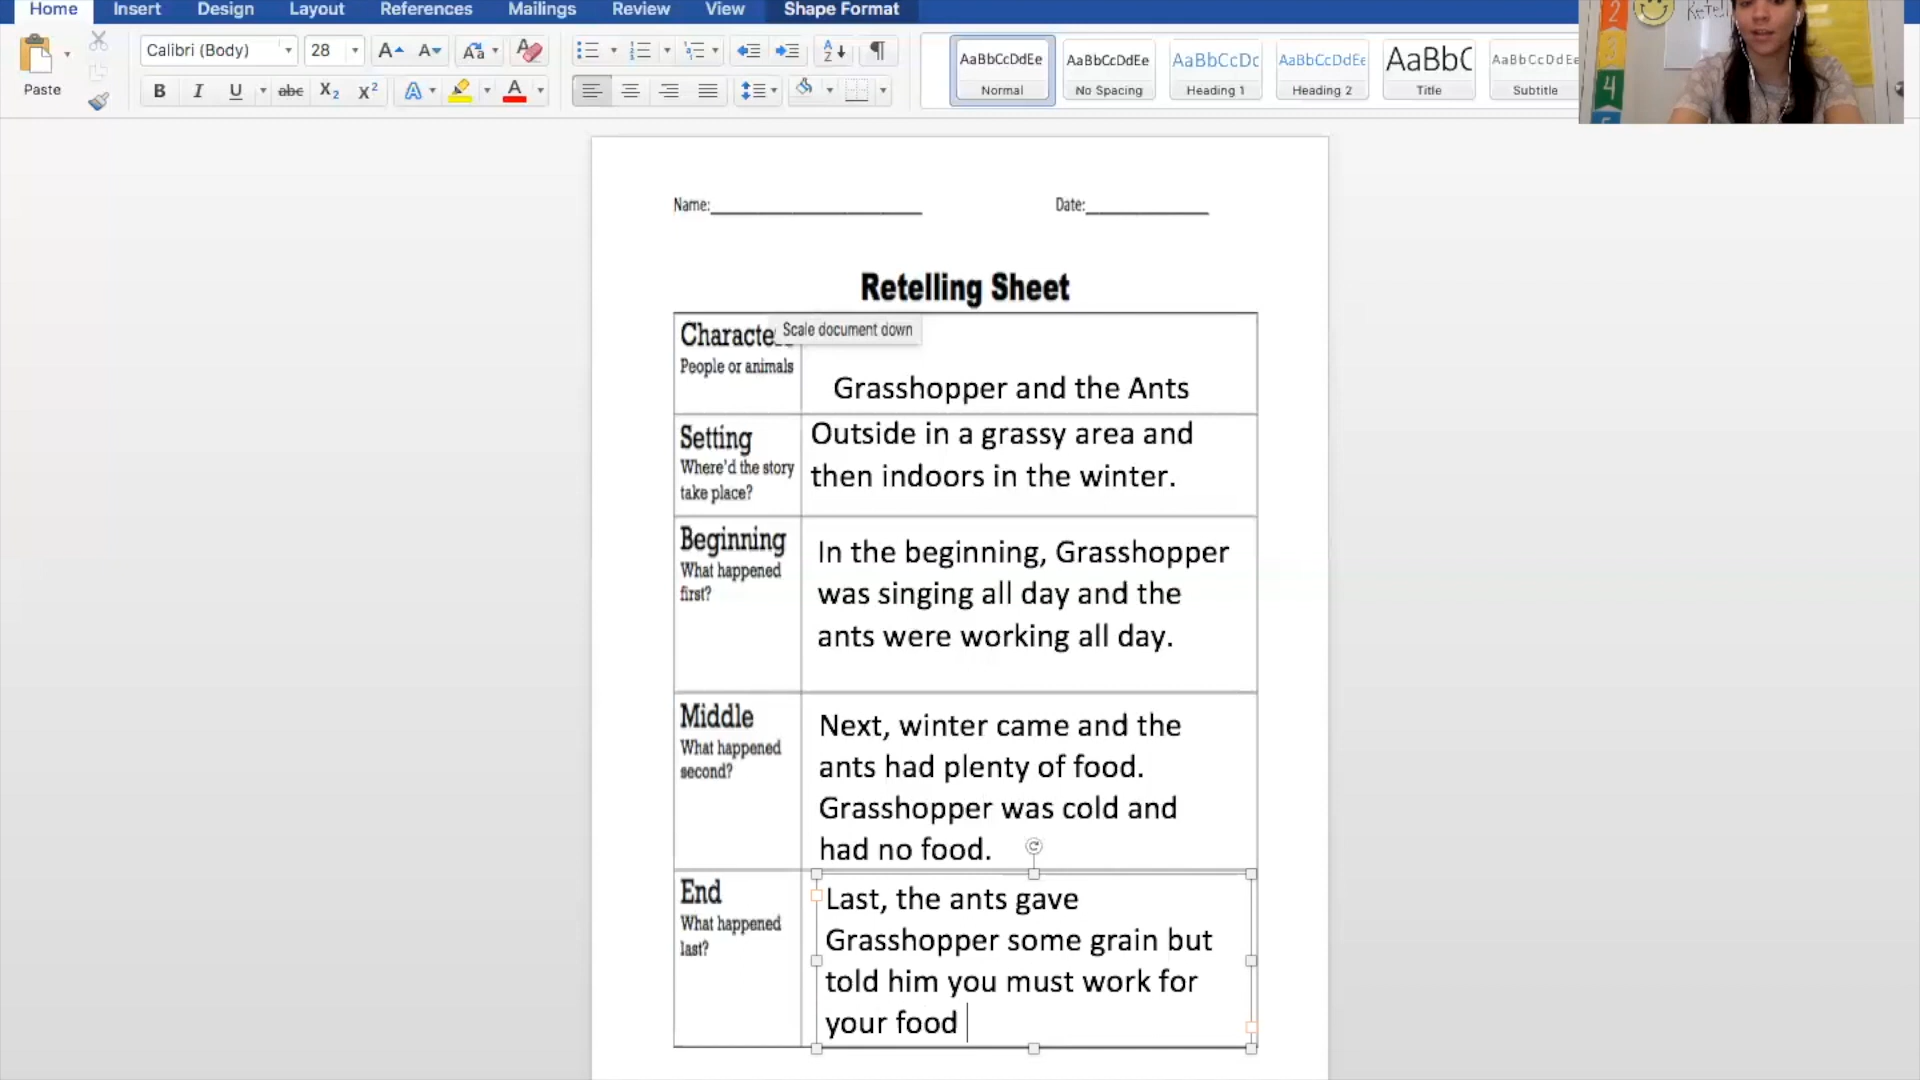 Home Insert Design Layout References Mailings Review View Shape Format
Paste
Calibri (Body) 28
AaBbCcDdEe AaBbCcDdEe AaBbCcDc AaBbCcDdEe AaBbC AaBbCcDdEe
Normal No Spacing Heading 1 Heading 2 Title Subtitle
2
3
4
Retell
Name: Date:
Retelling Sheet
Scale document down
People or animals
Grasshopper and the Ants
Setting
Where'd the story
take place?
Outside in a grassy area and
then indoors in the winter.
Beginning
What happened
first?
In the beginning, Grasshopper
was singing all day and the
ants were working all day.
Middle
What happened
second?
Next, winter came and the
ants had plenty of food.
Grasshopper was cold and
had no food.
End
What happened
last?
Last, the ants gave
Grasshopper some grain but
told him you must work for
your food